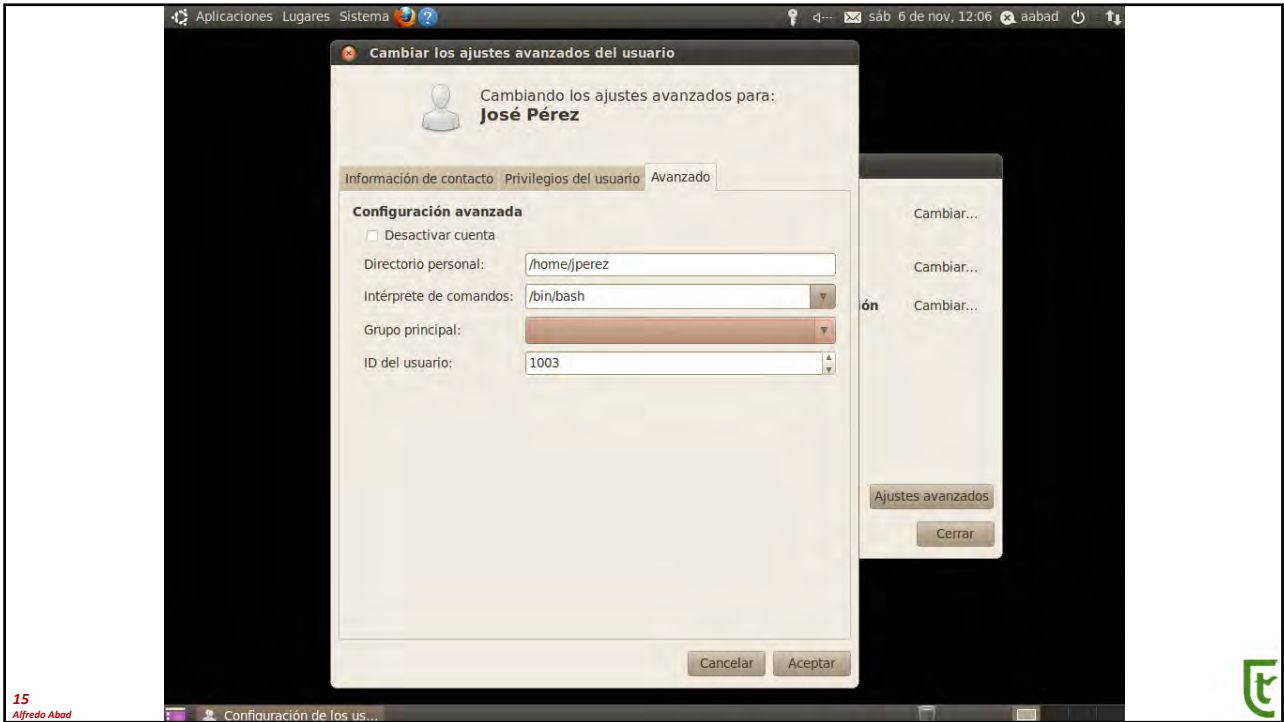 Aplicaciones Lugares Sistema sáb 6 de nov, 12:06 aabad
Cambiar los ajustes avanzados del usuario
Cambiando los ajustes avanzados para:
José Pérez
Información de contacto Privilegios del usuario Avanzado
Configuración avanzada
Desactivar cuenta
Directorio personal: /home/jperez
Intérprete de comandos: /bin/bash
Grupo principal:
ID del usuario: 1003
Cambiar...
Cambiar...
ión Cambiar...
Ajustes avanzados
Cerrar
Cancelar Aceptar
Configuración de los us...
15
Alfredo Abad